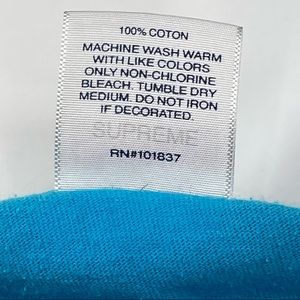 100% COTON
MACHINE WASH WARM
WITH LIKE COLORS
ONLY NON-CHLORINE
BLEACH. TUMBLE DRY
MEDIUM. DO NOT IRON
IF DECORATED.
SUPREME
RN#101837